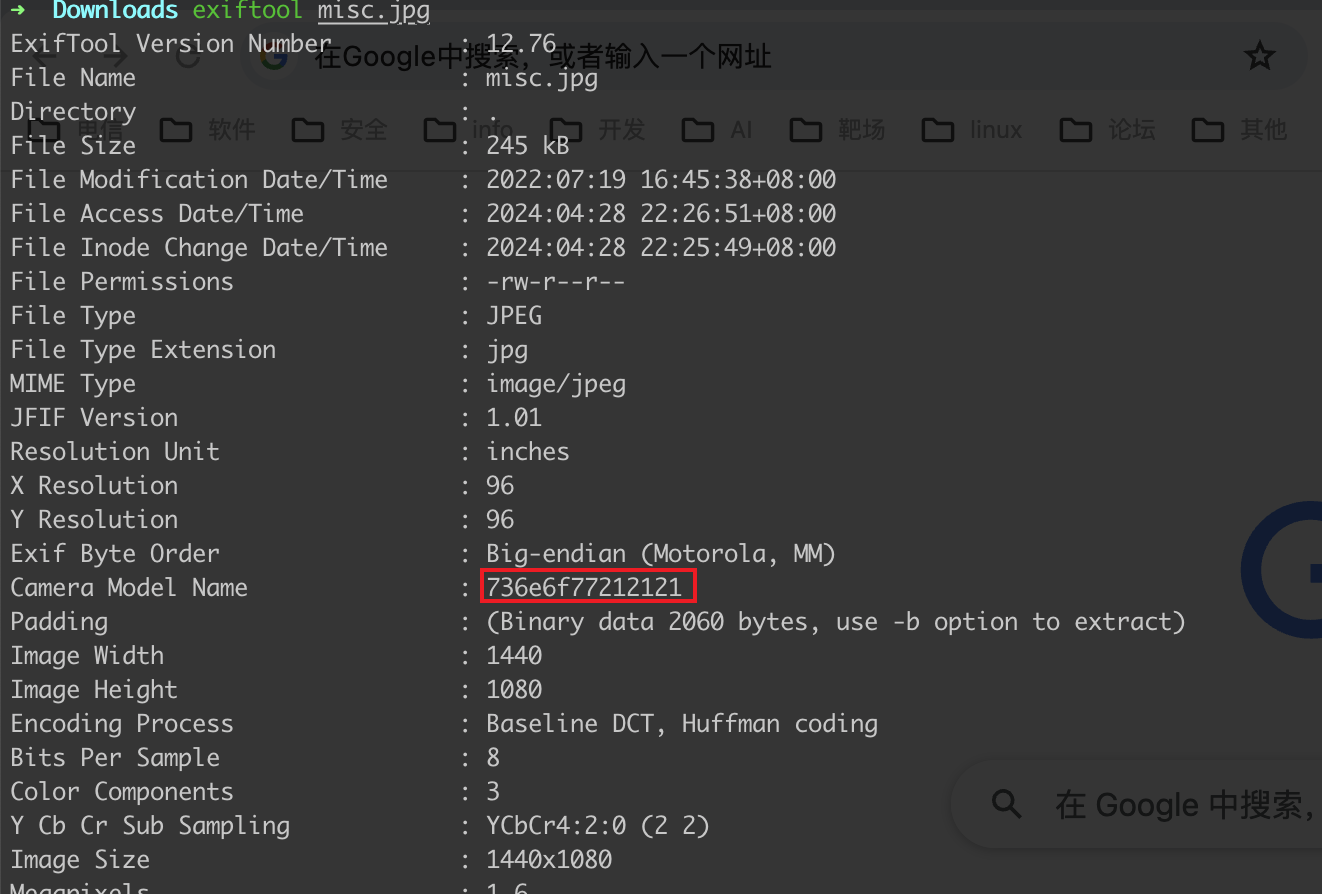 → Downloads exiftool misc.jpg
ExifTool Version Number : 12.76
在Google中搜索，或者输入一个网址
File Name : misc.jpg
Directory : .
电信 软件 安全 info 开发 AI 靶场 linux 论坛 其他
File Size : 245 kB
File Modification Date/Time : 2022:07:19 16:45:38+08:00
File Access Date/Time : 2024:04:28 22:26:51+08:00
File Inode Change Date/Time : 2024:04:28 22:25:49+08:00
File Permissions : -rw-r--r--
File Type : JPEG
File Type Extension : jpg
MIME Type : image/jpeg
JFIF Version : 1.01
Resolution Unit : inches
X Resolution : 96
Y Resolution : 96
Exif Byte Order : Big-endian (Motorola, MM)
Camera Model Name : 736e6f77212121
Padding : (Binary data 2060 bytes, use -b option to extract)
Image Width : 1440
Image Height : 1080
Encoding Process : Baseline DCT, Huffman coding
Bits Per Sample : 8
Color Components : 3
在 Google 中搜索,
Y Cb Cr Sub Sampling : YCbCr4:2:0 (2 2)
Image Size : 1440x1080
Megapixels : 1.6